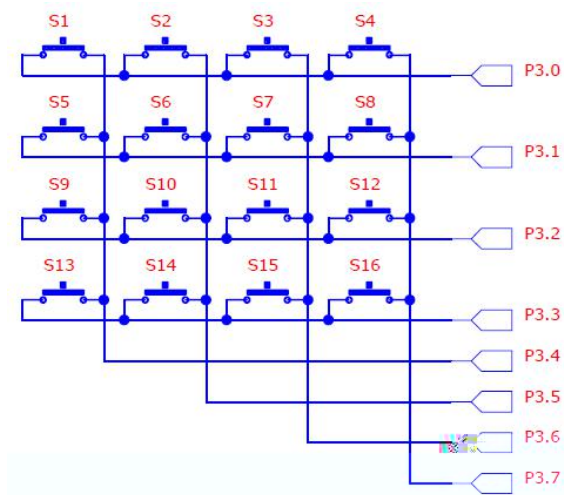 S1 S2 S3 S4
P3.0
S5 S6 S7 S8
P3.1
S9 S10 S11 S12
P3.2
S13 S14 S15 S16
P3.3
P3.4
P3.5
P3.6
P3.7